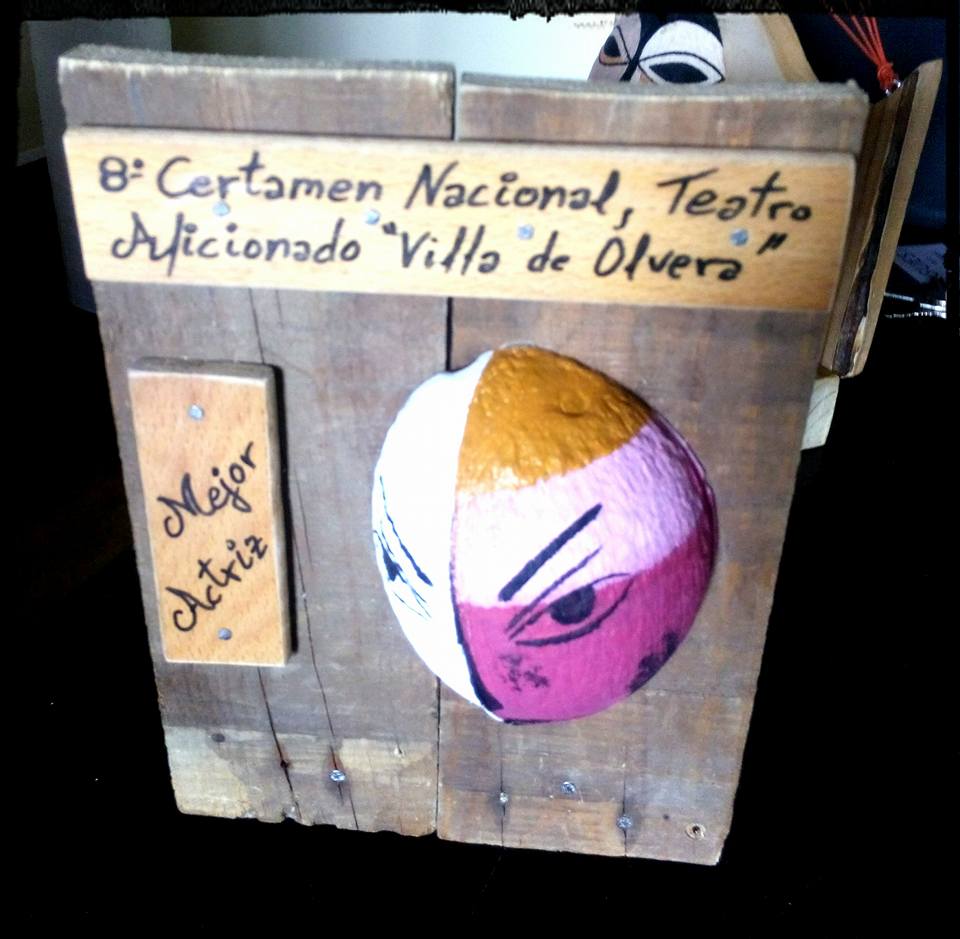 8º Certamen Nacional, Teatro
Aficionado "Villa de Olvera"
Mejor
Actriz